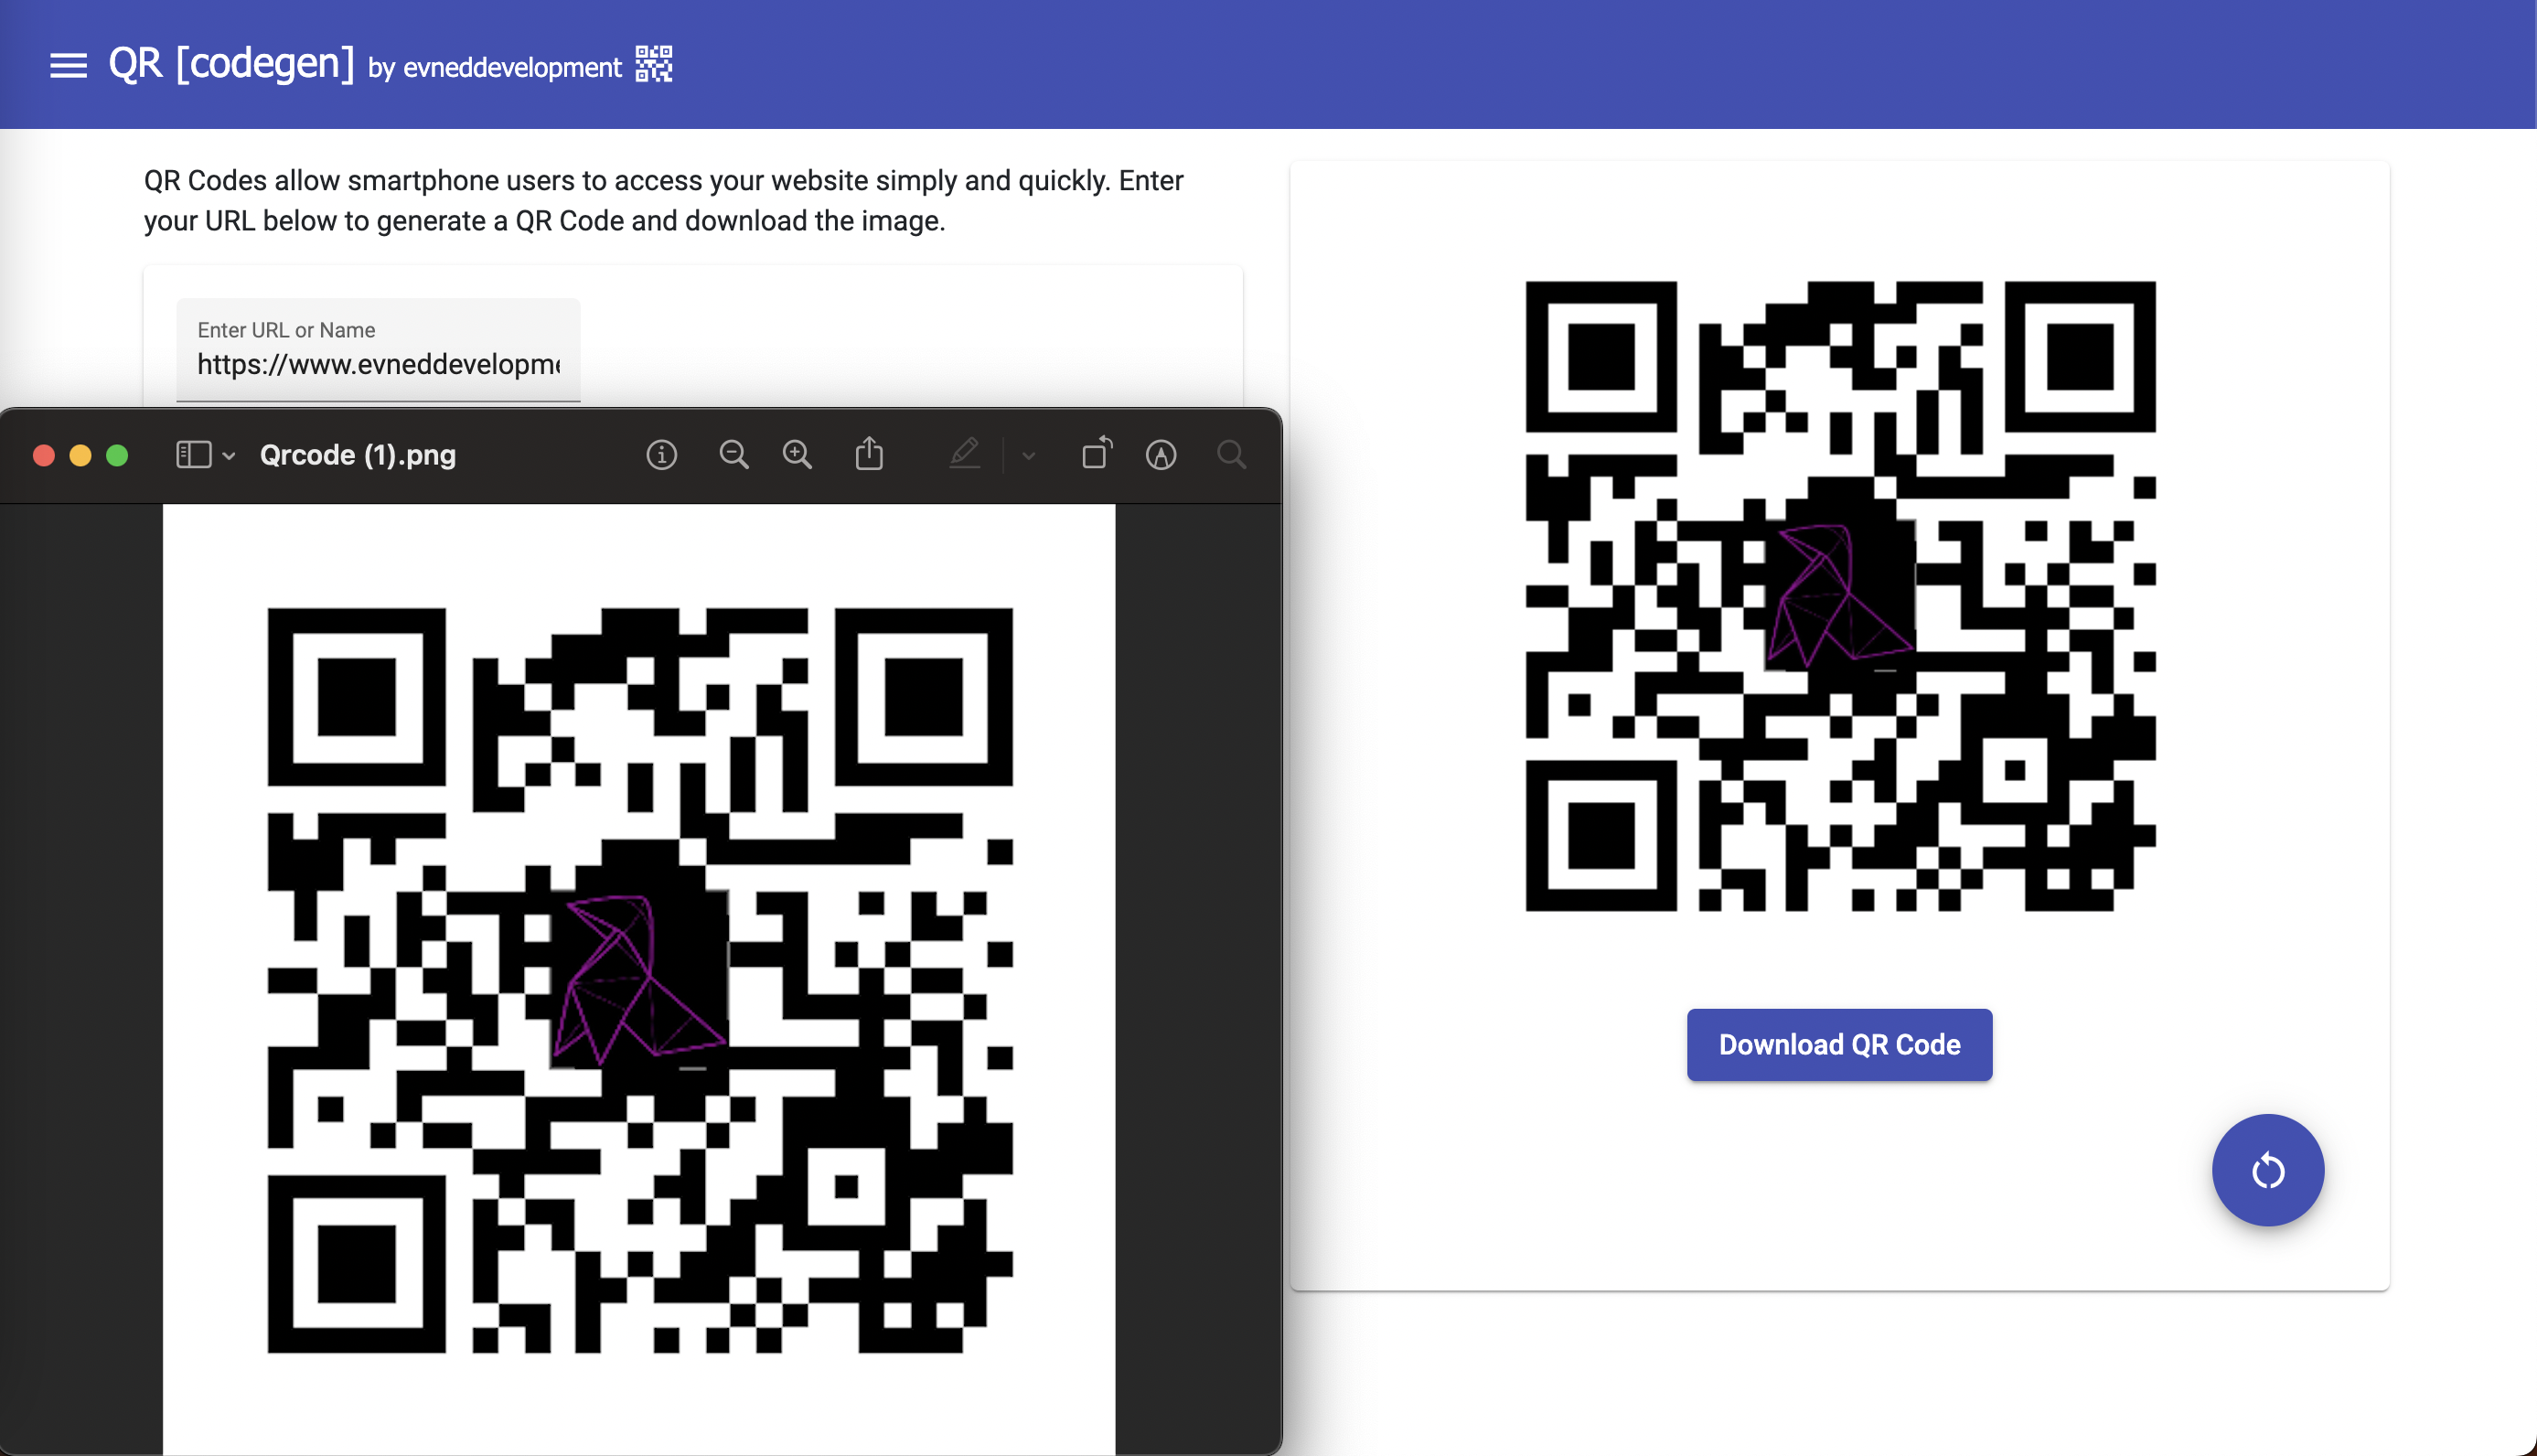 QR [codegen] by evneddevelopment
QR Codes allow smartphone users to access your website simply and quickly. Enter
your URL below to generate a QR Code and download the image.
Enter URL or Name
https://www.evneddevelopme
Qrcode (1).png
Download QR Code